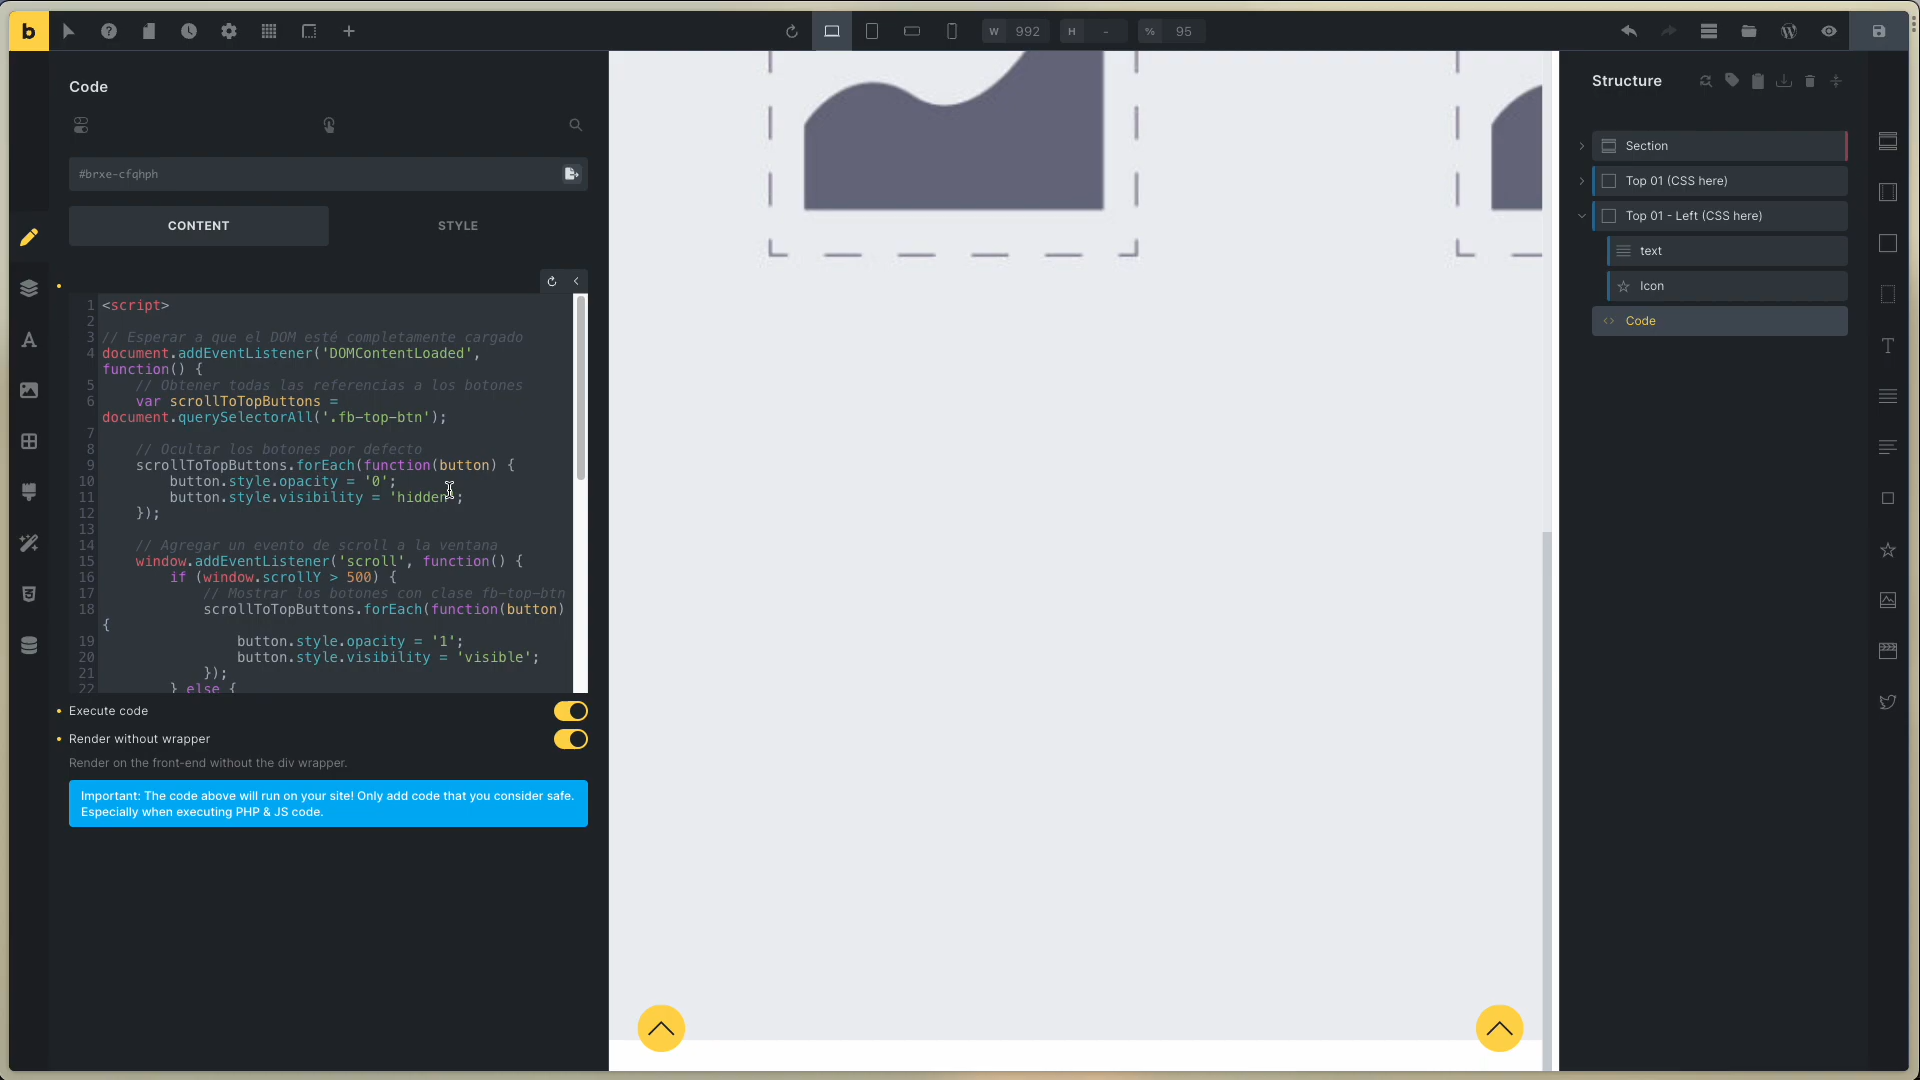 b
W 992 H - % 95
Code
#brxe-cfqhph
CONTENT STYLE
1 <script>
2
3 // Esperar a que el DOM esté completamente cargado
4 document.addEventListener('DOMContentLoaded',
function() {
5 // Obtener todas las referencias a los botones
6 var scrollToTopButtons =
document.querySelectorAll('.fb-top-btn');
7
8 // Ocultar los botones por defecto
9 scrollToTopButtons.forEach(function(button) {
10 button.style.opacity = '0';
11 button.style.visibility = 'hidden';
12 });
13
14 // Agregar un evento de scroll a la ventana
15 window.addEventListener('scroll', function() {
16 if (window.scrollY > 500) {
17 // Mostrar los botones con clase fb-top-btn
18 scrollToTopButtons.forEach(function(button)
{
19 button.style.opacity = '1';
20 button.style.visibility = 'visible';
21 });
22 } else {
Execute code
Render without wrapper
Render on the front-end without the div wrapper.
Important: The code above will run on your site! Only add code that you consider safe.
Especially when executing PHP & JS code.
Structure
Section
Top 01 (CSS here)
Top 01 - Left (CSS here)
text
Icon
Code